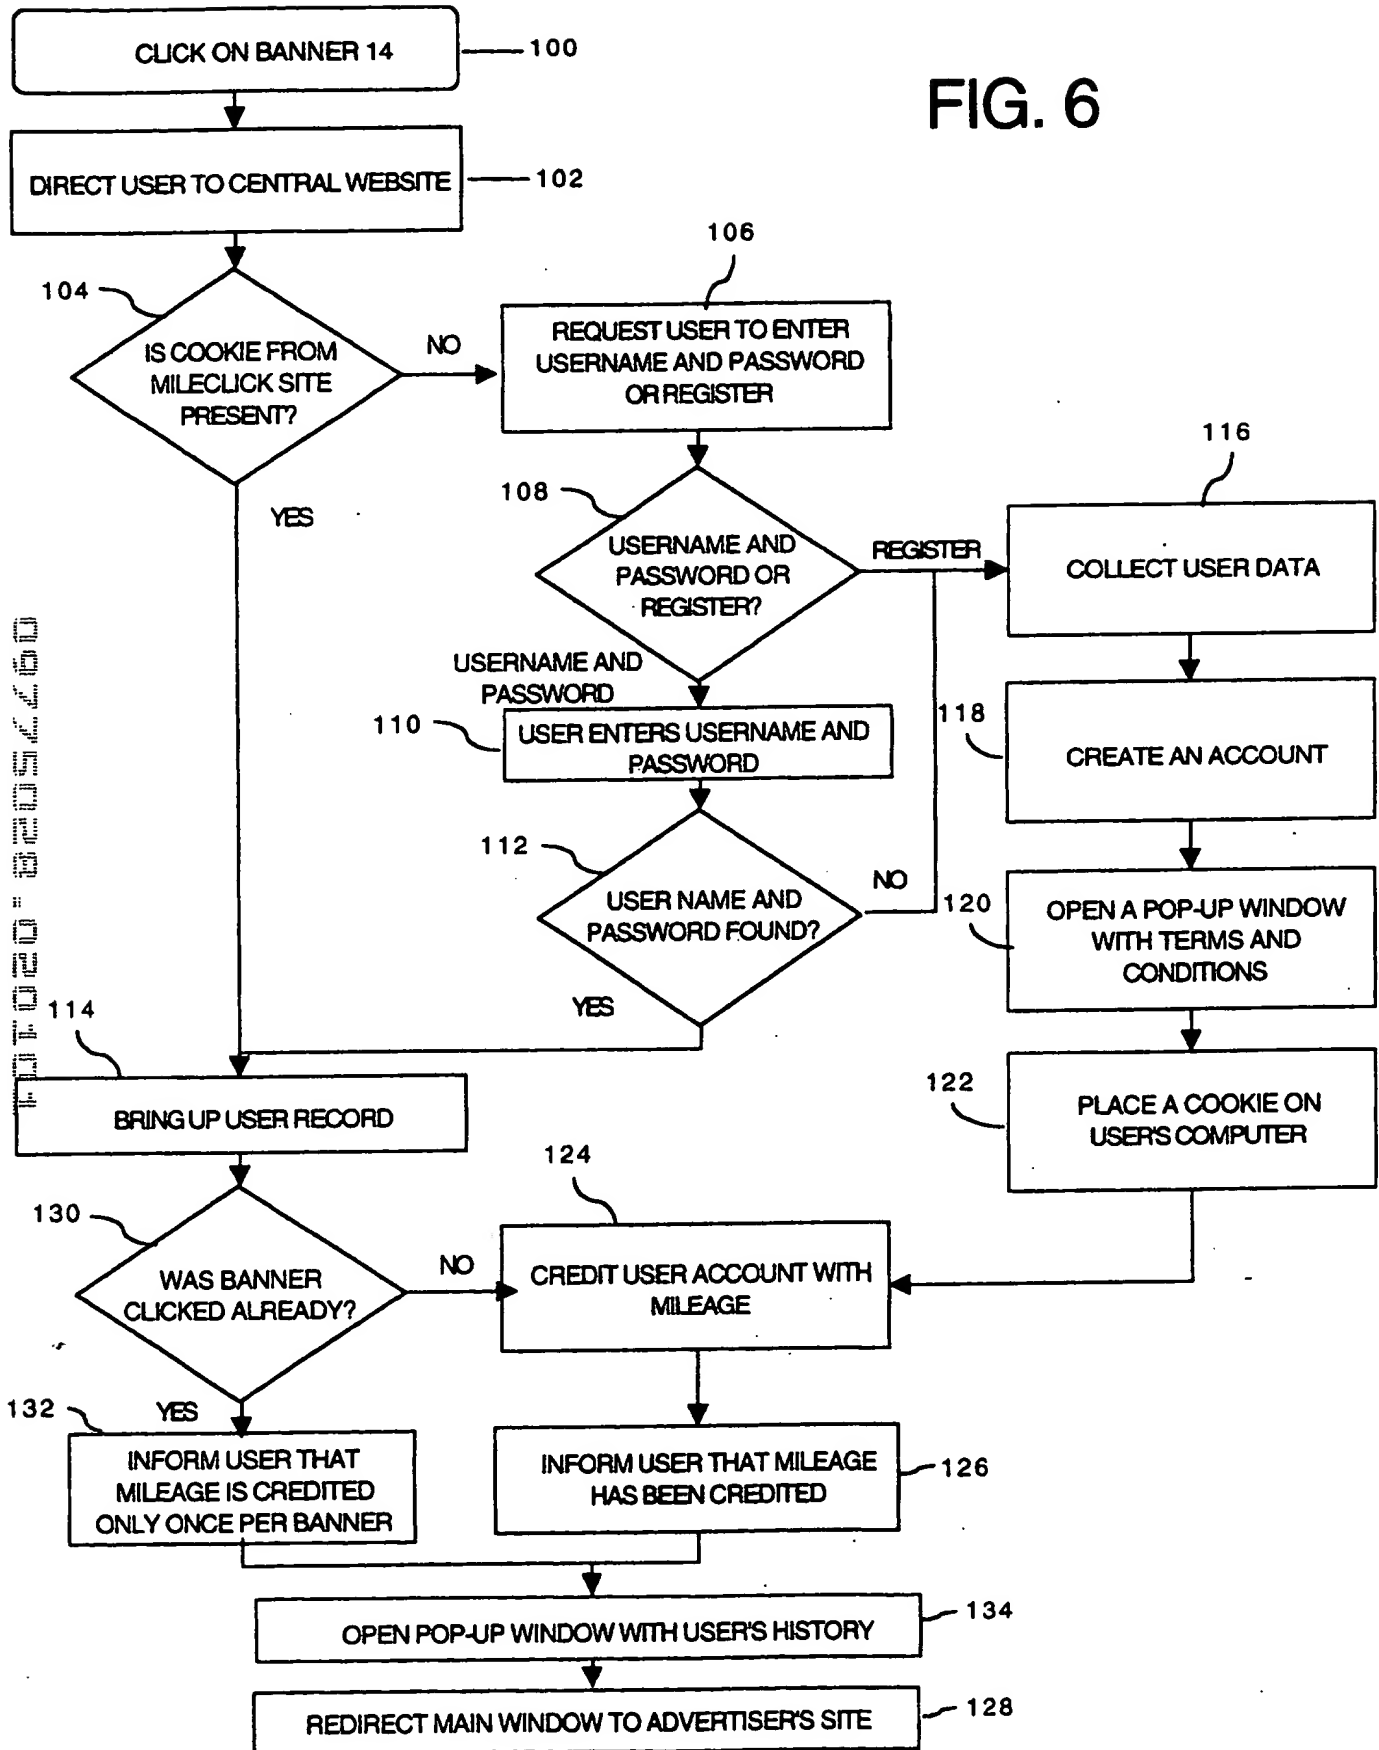 CLICK ON BANNER 14
100
FIG. 6
DIRECT USER TO CENTRAL WEBSITE
102
106
104
IS COOKIE FROM
MILECLICK SITE
PRESENT?
NO
REQUEST USER TO ENTER
USERNAME AND PASSWORD
OR REGISTER
116
108
YES
USERNAME AND
PASSWORD OR
REGISTER?
REGISTER
COLLECT USER DATA
USERNAME AND
PASSWORD
110
USER ENTERS USERNAME AND
PASSWORD
118
CREATE AN ACCOUNT
112
USER NAME AND
PASSWORD FOUND?
NO
120
OPEN A POP-UP WINDOW
WITH TERMS AND
CONDITIONS
YES
114
BRING UP USER RECORD
122
PLACE A COOKIE ON
USER'S COMPUTER
124
130
WAS BANNER
CLICKED ALREADY?
NO
CREDIT USER ACCOUNT WITH
MILEAGE
132
YES
INFORM USER THAT
MILEAGE IS CREDITED
ONLY ONCE PER BANNER
INFORM USER THAT MILEAGE
HAS BEEN CREDITED
126
OPEN POP-UP WINDOW WITH USER'S HISTORY
134
REDIRECT MAIN WINDOW TO ADVERTISER'S SITE
128
09775028.020101